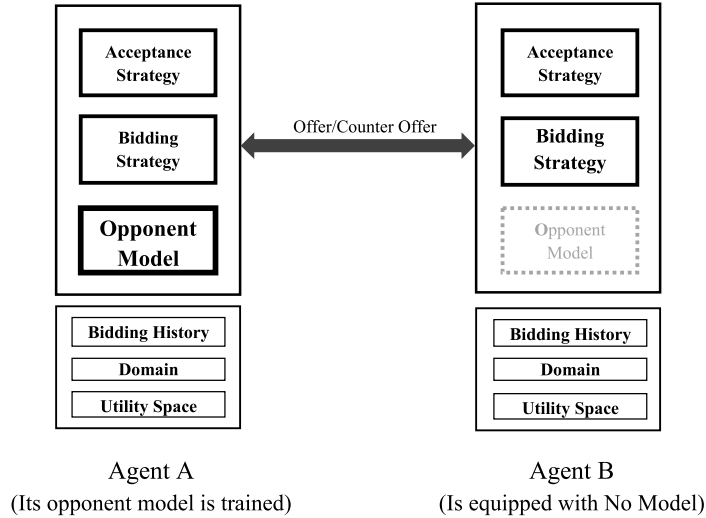 Acceptance
Strategy
Bidding
Strategy
Opponent
Model
Offer/Counter Offer
Acceptance
Strategy
Bidding
Strategy
Opponent
Model
Bidding History
Domain
Utility Space
Bidding History
Domain
Utility Space
Agent A
(Its opponent model is trained)
Agent B
(Is equipped with No Model)